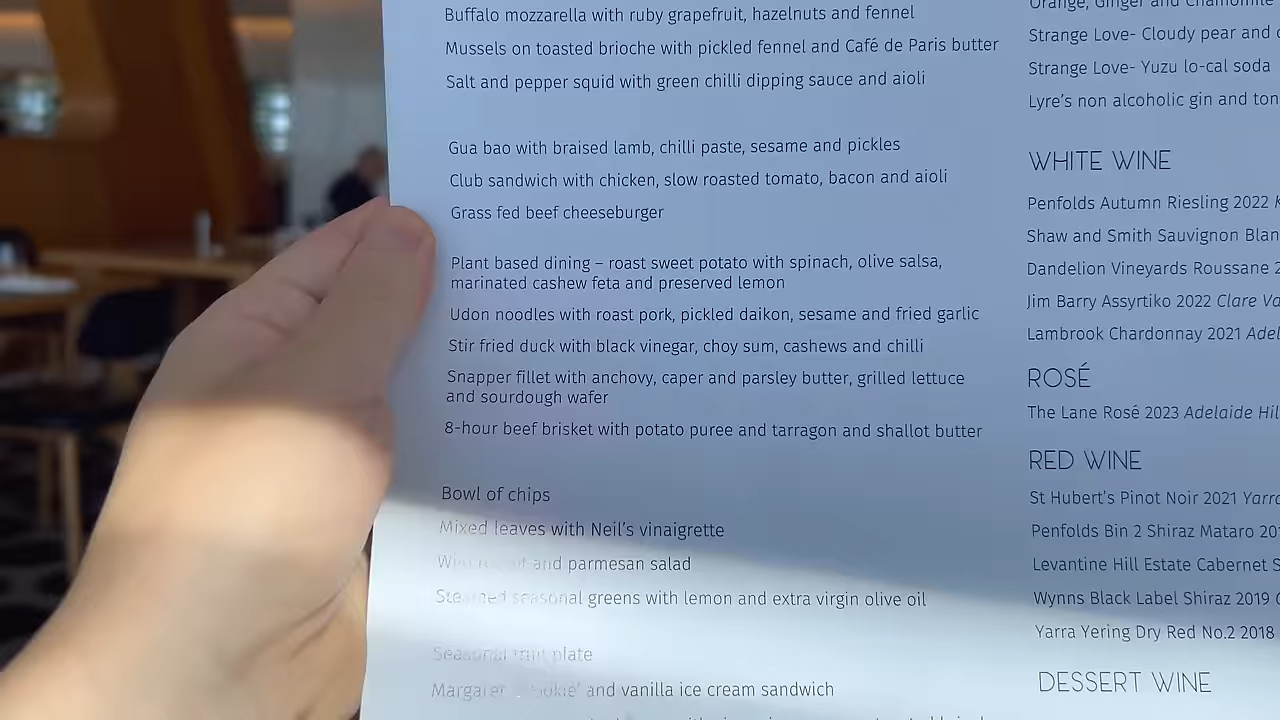 Buffalo mozzarella with ruby grapefruit, hazelnuts and fennel
Mussels on toasted brioche with pickled fennel and Café de Paris butter
Salt and pepper squid with green chilli dipping sauce and aioli
Gua bao with braised lamb, chilli paste, sesame and pickles
Club sandwich with chicken, slow roasted tomato, bacon and aioli
Grass fed beef cheeseburger
Plant based dining – roast sweet potato with spinach, olive salsa,
marinated cashew feta and preserved lemon
Udon noodles with roast pork, pickled daikon, sesame and fried garlic
Stir fried duck with black vinegar, choy sum, cashews and chilli
Snapper fillet with anchovy, caper and parsley butter, grilled lettuce
and sourdough wafer
8-hour beef brisket with potato puree and tarragon and shallot butter
Bowl of chips
Mixed leaves with Neil's vinaigrette
and parmesan salad
Steamed seasonal greens with lemon and extra virgin olive oil
Seasonal fruit plate
Margaret and vanilla ice cream sandwich
Orange, Ginger and Chamomile
Strange Love- Cloudy pear and
Strange Love- Yuzu lo-cal soda
Lyre's non alcoholic gin and ton
WHITE WINE
Penfolds Autumn Riesling 2022
Shaw and Smith Sauvignon Blan
Dandelion Vineyards Roussane 2
Jim Barry Assyrtiko 2022 Clare Va
Lambrook Chardonnay 2021 Adel
ROSÉ
The Lane Rosé 2023 Adelaide Hil
RED WINE
St Hubert's Pinot Noir 2021 Yarra
Penfolds Bin 2 Shiraz Mataro 20
Levantine Hill Estate Cabernet S
Wynns Black Label Shiraz 2019
Yarra Yering Dry Red No.2 2018
DESSERT WINE